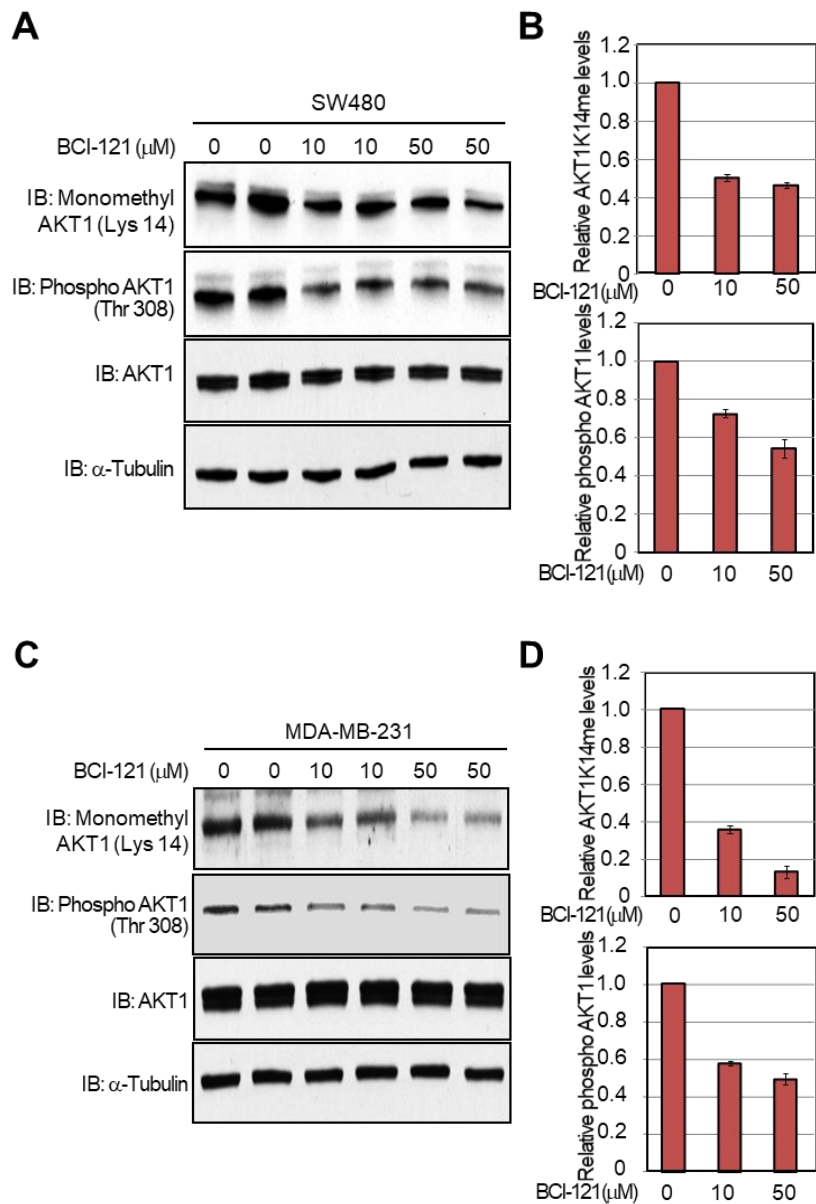 A
SW480
BCI-121 (μM) 0 0 10 10 50 50
IB: Monomethyl
AKT1 (Lys 14)
IB: Phospho AKT1
(Thr 308)
IB: AKT1
IB: α-Tubulin
B
Relative AKT1K14me levels
1.2
1.0
0.8
0.6
0.4
0.2
0
BCI-121(μM) 0 10 50
Relative phospho AKT1 levels
1.2
1.0
0.8
0.6
0.4
0.2
0
BCI-121(μM) 0 10 50
C
MDA-MB-231
BCI-121 (μM) 0 0 10 10 50 50
IB: Monomethyl
AKT1 (Lys 14)
IB: Phospho AKT1
(Thr 308)
IB: AKT1
IB: α-Tubulin
D
Relative AKT1K14me levels
1.2
1.0
0.8
0.6
0.4
0.2
0
BCI-121(μM) 0 10 50
Relative phospho AKT1 levels
1.2
1.0
0.8
0.6
0.4
0.2
0
BCI-121(μM) 0 10 50